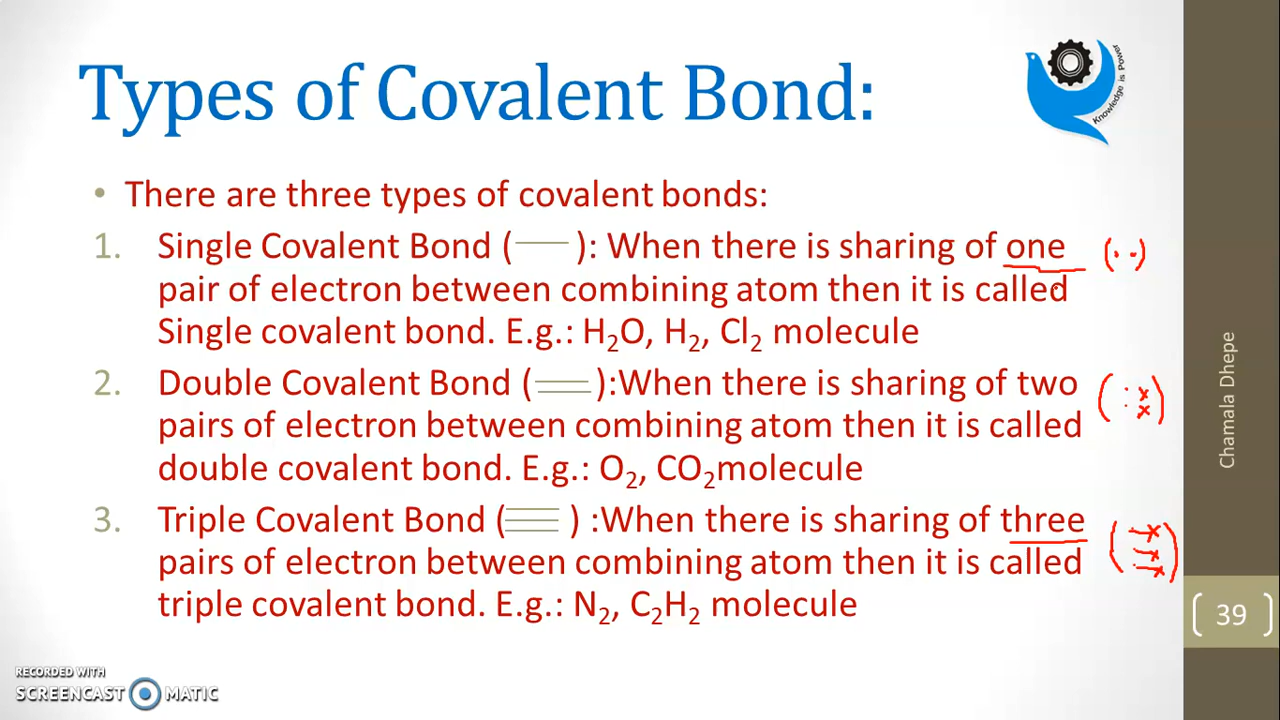 Types of Covalent Bond:
Knowledge is Power
• There are three types of covalent bonds:
1. Single Covalent Bond ( — ): When there is sharing of one (· ·)
pair of electron between combining atom then it is called
Single covalent bond. E.g.: H₂O, H₂, Cl₂ molecule
2. Double Covalent Bond ( = ):When there is sharing of two (: x x)
pairs of electron between combining atom then it is called
double covalent bond. E.g.: O₂, CO₂molecule
3. Triple Covalent Bond ( ≡ ) :When there is sharing of three (x x x)
pairs of electron between combining atom then it is called
triple covalent bond. E.g.: N₂, C₂H₂ molecule
Chamala Dhepe
39
RECORDED WITH
SCREENCAST MATIC